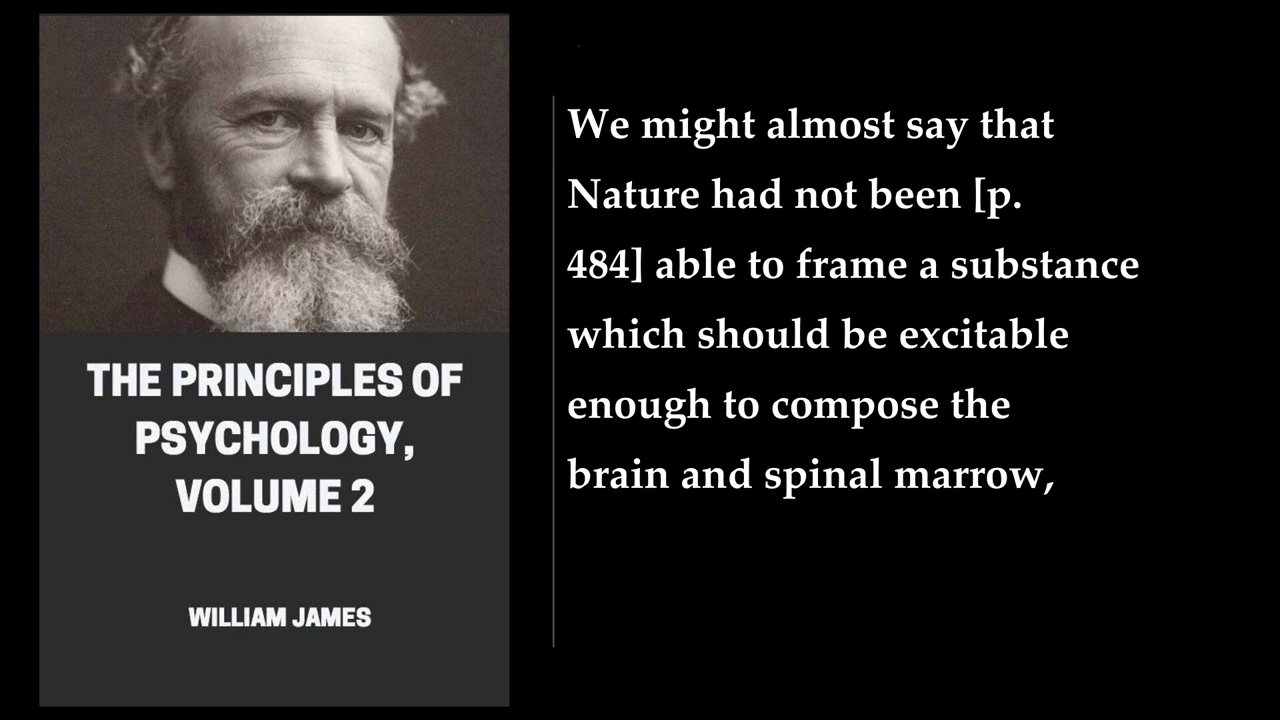 THE PRINCIPLES OF
PSYCHOLOGY,
VOLUME 2
WILLIAM JAMES
We might almost say that
Nature had not been [p.
484] able to frame a substance
which should be excitable
enough to compose the
brain and spinal marrow,